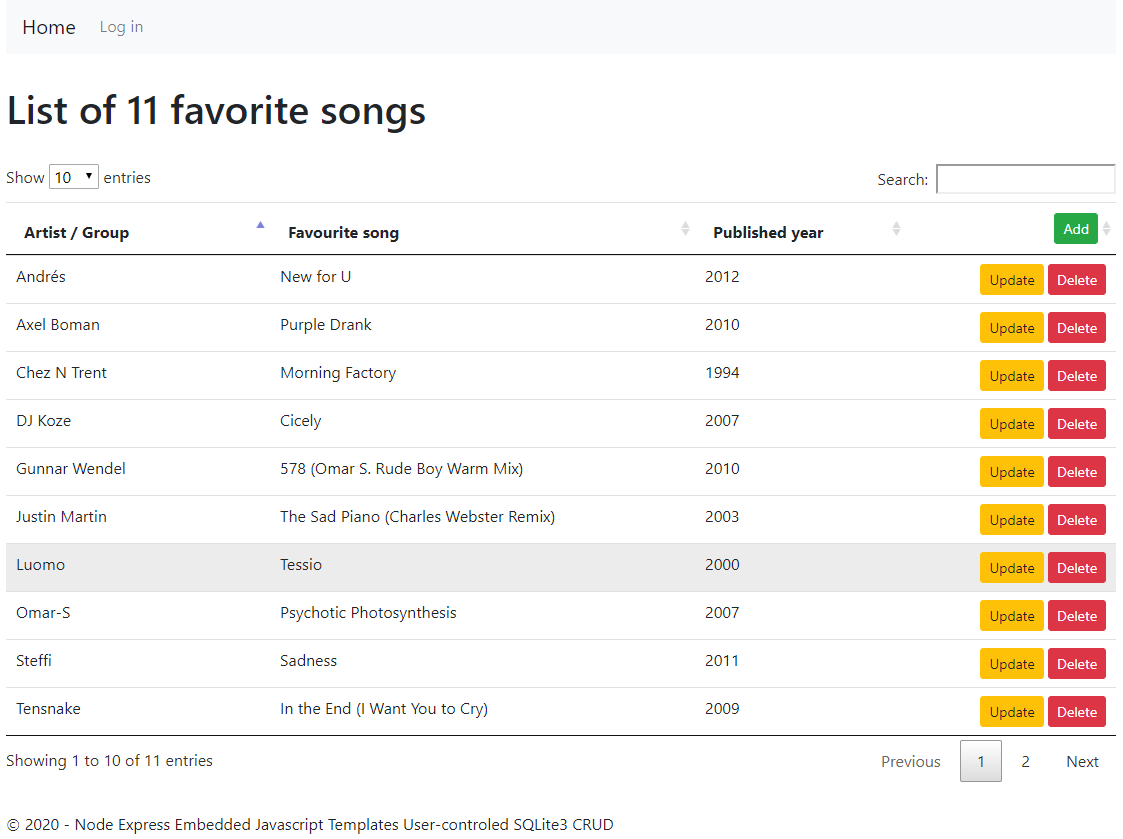 Home Log in
List of 11 favorite songs
Show 10 entries Search:
Artist / Group Favourite song Published year Add
Andrés New for U 2012 Update Delete
Axel Boman Purple Drank 2010 Update Delete
Chez N Trent Morning Factory 1994 Update Delete
DJ Koze Cicely 2007 Update Delete
Gunnar Wendel 578 (Omar S. Rude Boy Warm Mix) 2010 Update Delete
Justin Martin The Sad Piano (Charles Webster Remix) 2003 Update Delete
Luomo Tessio 2000 Update Delete
Omar-S Psychotic Photosynthesis 2007 Update Delete
Steffi Sadness 2011 Update Delete
Tensnake In the End (I Want You to Cry) 2009 Update Delete
Showing 1 to 10 of 11 entries Previous 1 2 Next
© 2020 - Node Express Embedded Javascript Templates User-controled SQLite3 CRUD